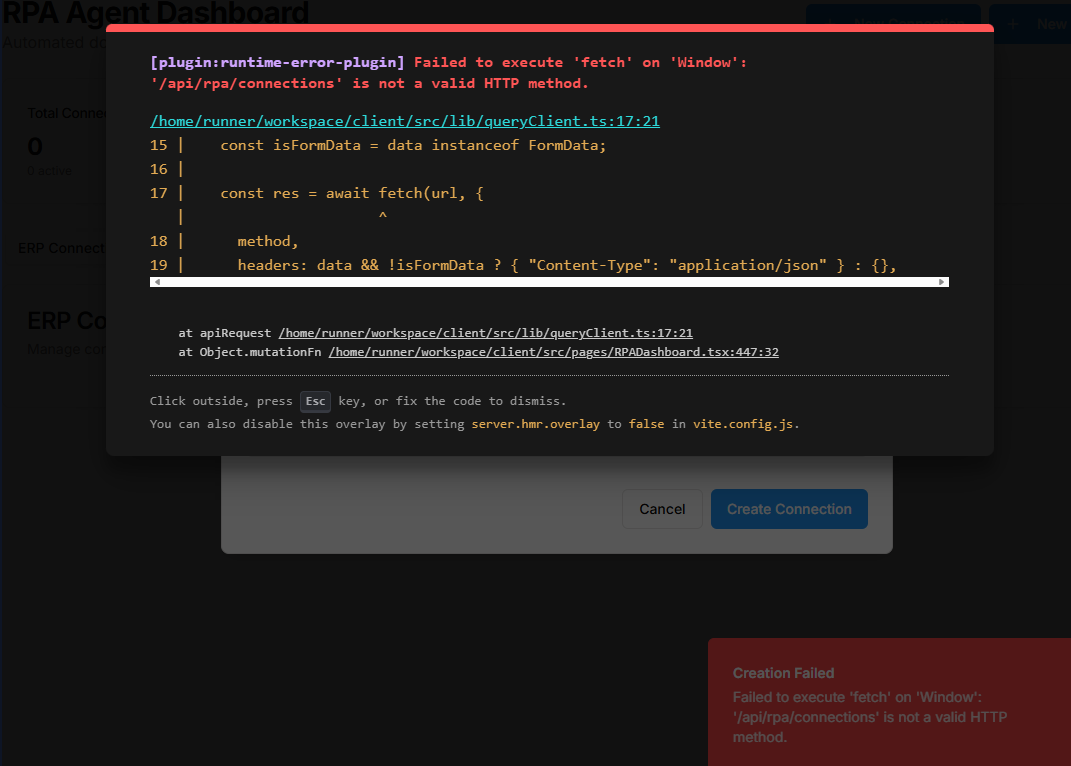 RPA Agent Dashboard
Automated do
New Connection
+ New
[plugin:runtime-error-plugin] Failed to execute 'fetch' on 'Window':
'/api/rpa/connections' is not a valid HTTP method.
/home/runner/workspace/client/src/lib/queryClient.ts:17:21
15 |    const isFormData = data instanceof FormData;
16 |
17 |    const res = await fetch(url, {
   |                      ^
18 |      method,
19 |      headers: data && !isFormData ? { "Content-Type": "application/json" } : {},
at apiRequest /home/runner/workspace/client/src/lib/queryClient.ts:17:21
at Object.mutationFn /home/runner/workspace/client/src/pages/RPADashboard.tsx:447:32
Click outside, press Esc key, or fix the code to dismiss.
You can also disable this overlay by setting server.hmr.overlay to false in vite.config.js.
Total Conne
0
0 active
ERP Connect
ERP Co
Manage con
Cancel
Create Connection
Creation Failed
Failed to execute 'fetch' on 'Window':
'/api/rpa/connections' is not a valid HTTP
method.